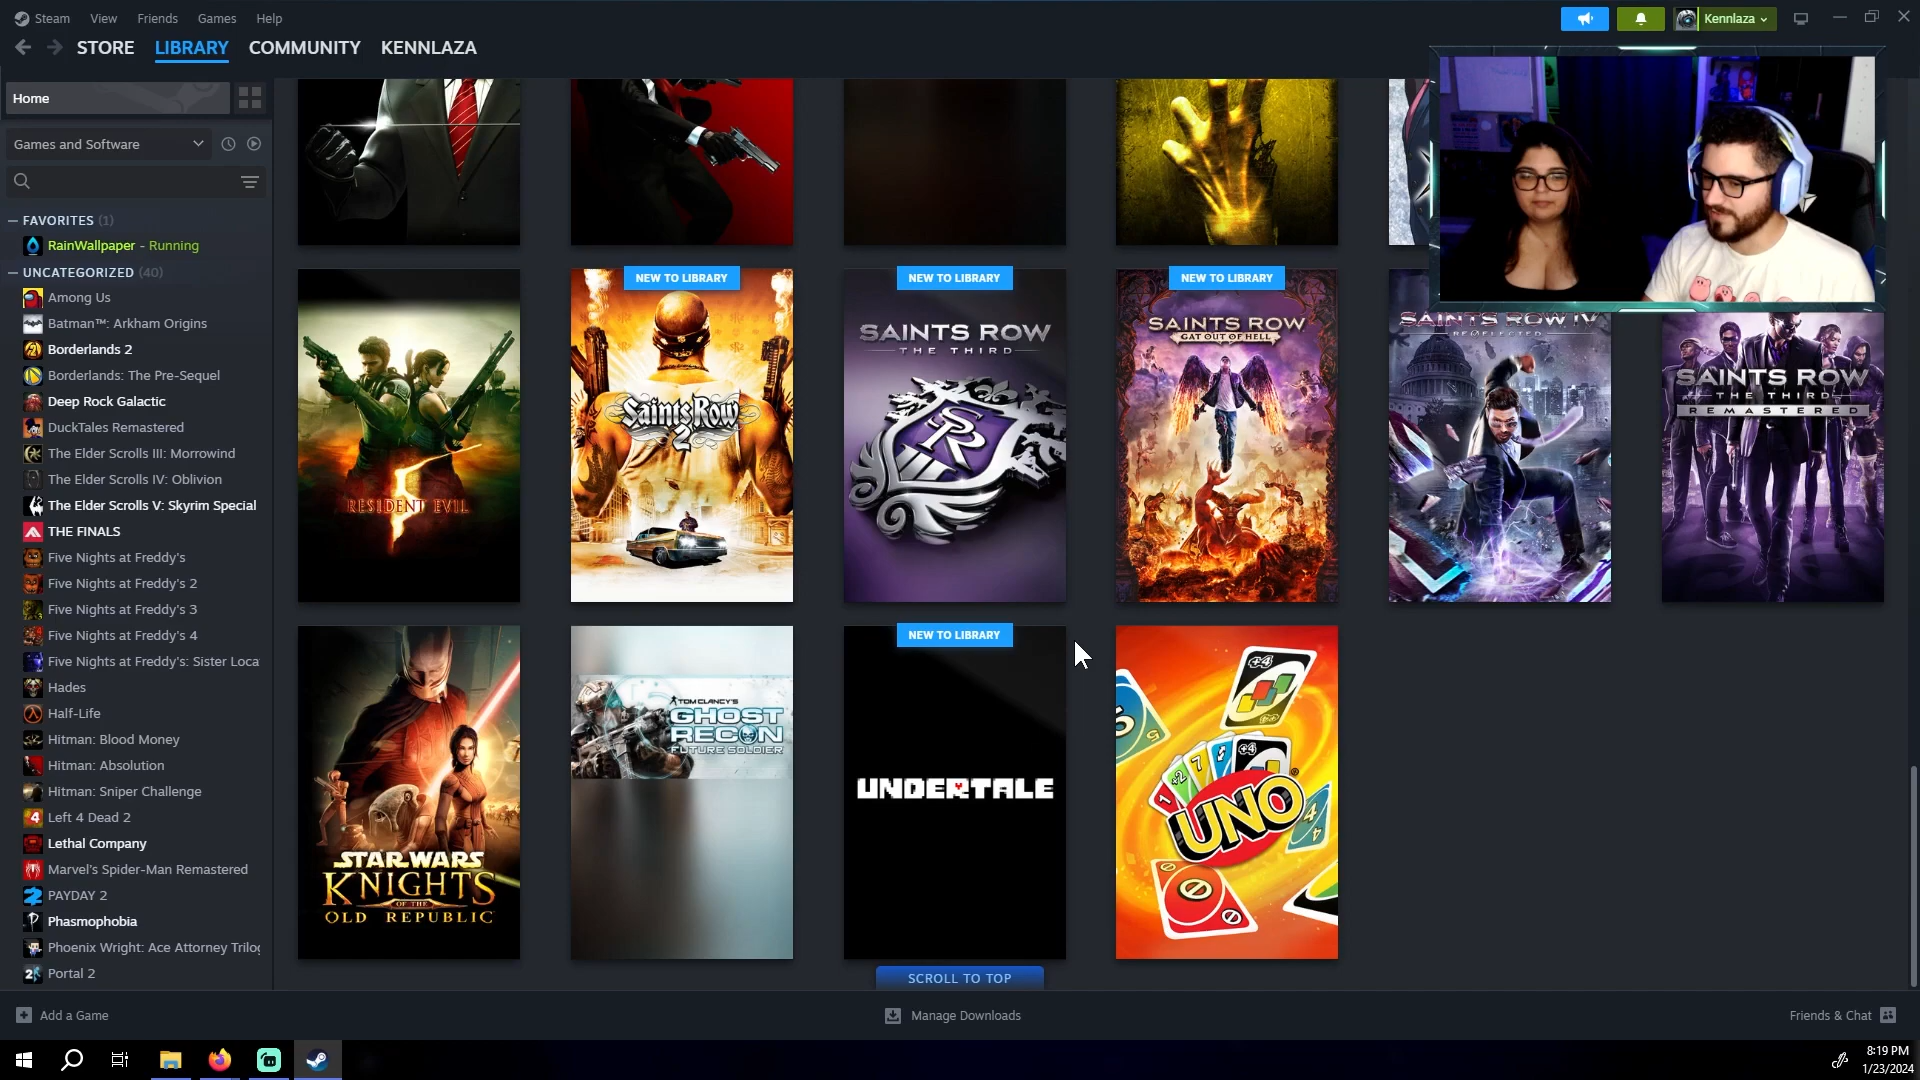 Steam View Friends Games Help
Kennlaza
STORE LIBRARY COMMUNITY KENNLAZA
Home
Games and Software
FAVORITES (1)
RainWallpaper - Running
UNCATEGORIZED (40)
Among Us
Batman™: Arkham Origins
Borderlands 2
Borderlands: The Pre-Sequel
Deep Rock Galactic
DuckTales Remastered
The Elder Scrolls III: Morrowind
The Elder Scrolls IV: Oblivion
The Elder Scrolls V: Skyrim Special
THE FINALS
Five Nights at Freddy's
Five Nights at Freddy's 2
Five Nights at Freddy's 3
Five Nights at Freddy's 4
Five Nights at Freddy's: Sister Loca
Hades
Half-Life
Hitman: Blood Money
Hitman: Absolution
Hitman: Sniper Challenge
Left 4 Dead 2
Lethal Company
Marvel's Spider-Man Remastered
PAYDAY 2
Phasmophobia
Phoenix Wright: Ace Attorney Trilog
Portal 2
NEW TO LIBRARY
NEW TO LIBRARY
NEW TO LIBRARY
RESIDENT EVIL
5
Saints Row
2
SAINTS ROW
THE THIRD
SR
SAINTS ROW
GAT OUT OF HELL
SAINTS ROW IV
RE-ELECTED
SAINTS ROW
THE THIRD
REMASTERED
STAR WARS
KNIGHTS
OF THE
OLD REPUBLIC
TOM CLANCY'S
GHOST
RECON
FUTURE SOLDIER
NEW TO LIBRARY
UNDERTALE
+4
+2
7
+4
UNO
®
SCROLL TO TOP
Add a Game
Manage Downloads
Friends & Chat
8:19 PM
1/23/2024